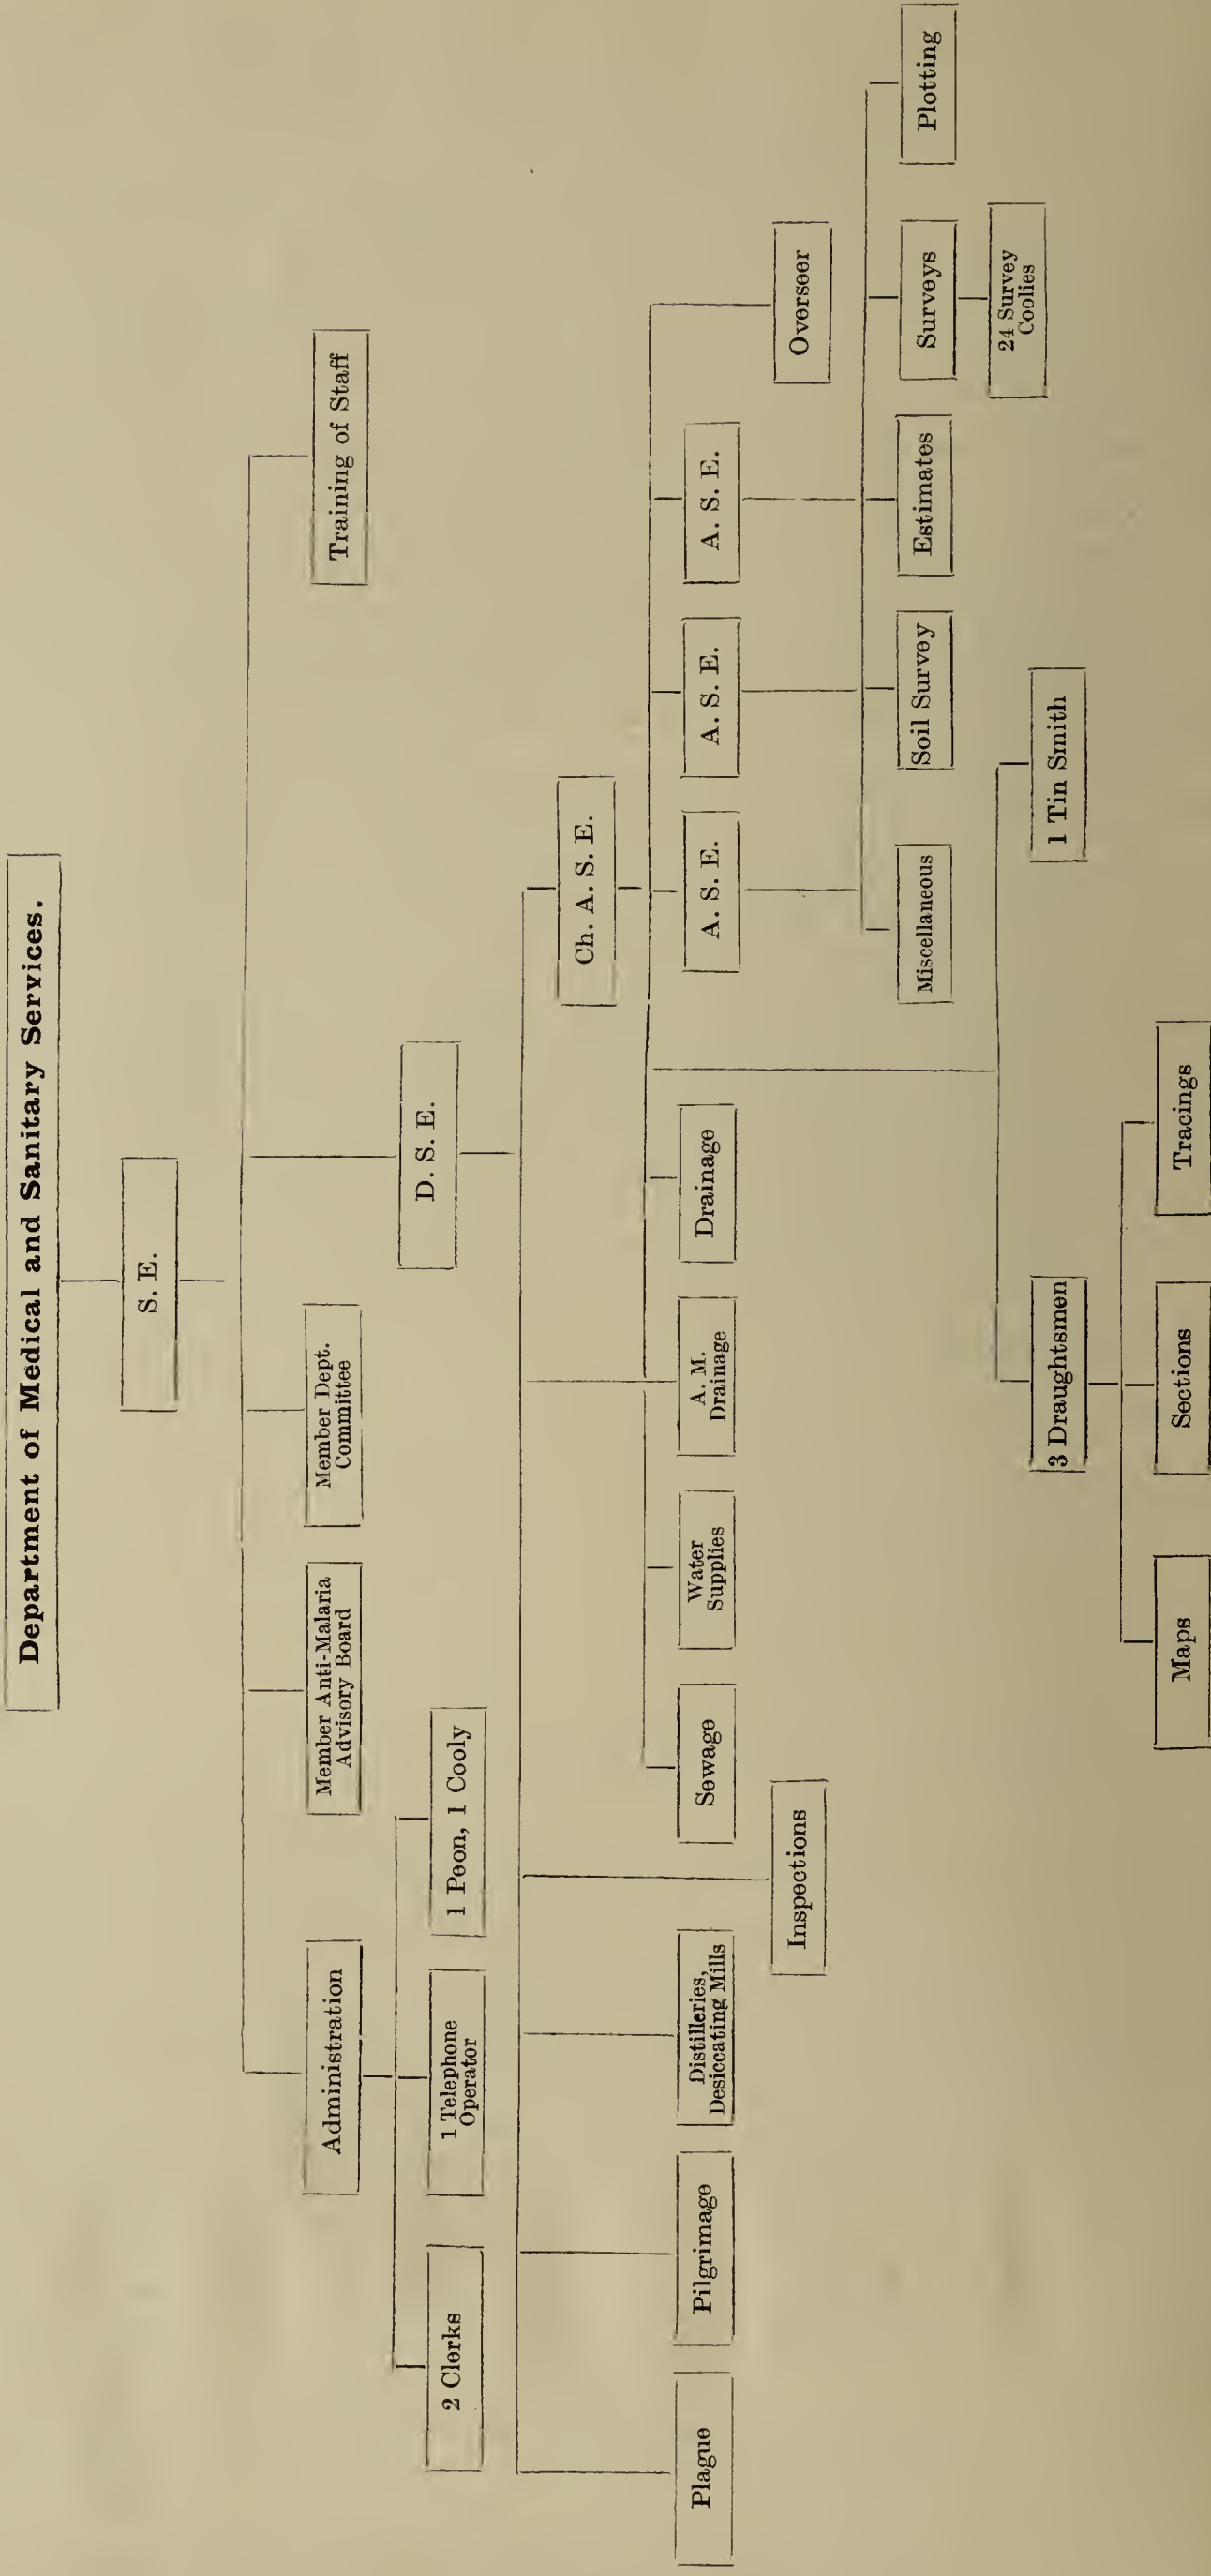 Department of Medical and Sanitary Services.
S. E.
Administration
Member Anti-Malaria
Advisory Board
Member Dept.
Committee
Training of Staff
D. S. E.
2 Clerks
1 Telephone
Operator
1 Peon, 1 Cooly
Ch. A. S. E.
Plague
Pilgrimage
Distilleries,
Desiccating Mills
Sewage
Water
Supplies
A. M.
Drainage
Drainage
A. S. E.
A. S. E.
A. S. E.
Inspections
Overseer
Miscellaneous
Soil Survey
Estimates
Surveys
Plotting
24 Survey
Coolies
3 Draughtsmen
1 Tin Smith
Maps
Sections
Tracings